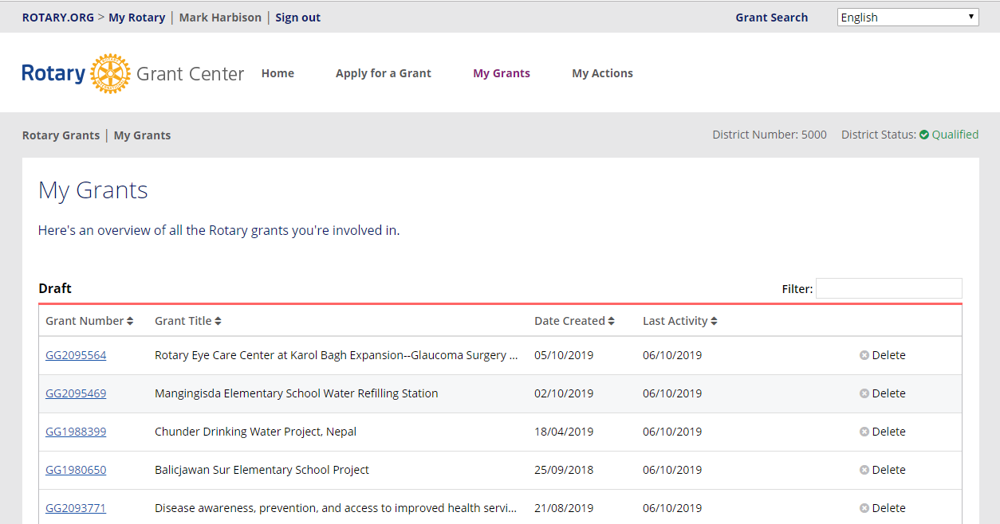 ROTARY.ORG > My Rotary | Mark Harbison | Sign out Grant Search English
Rotary Grant Center Home Apply for a Grant My Grants My Actions
Rotary Grants | My Grants District Number: 5000 District Status: Qualified
My Grants
Here's an overview of all the Rotary grants you're involved in.
Draft Filter:
Grant Number Grant Title Date Created Last Activity
GG2095564 Rotary Eye Care Center at Karol Bagh Expansion--Glaucoma Surgery ... 05/10/2019 06/10/2019 Delete
GG2095469 Mangingisda Elementary School Water Refilling Station 02/10/2019 06/10/2019 Delete
GG1988399 Chunder Drinking Water Project, Nepal 18/04/2019 06/10/2019 Delete
GG1980650 Balicjawan Sur Elementary School Project 25/09/2018 06/10/2019 Delete
GG2093771 Disease awareness, prevention, and access to improved health servi... 21/08/2019 06/10/2019 Delete